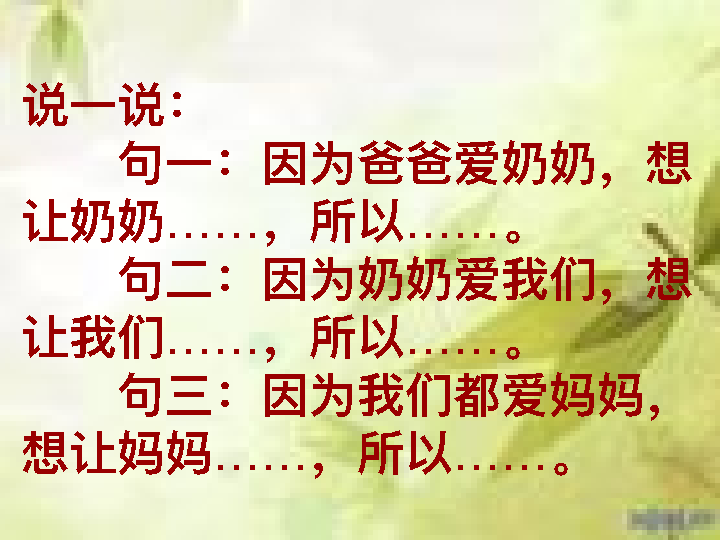 说一说：
句一：因为爸爸爱奶奶，想
让奶奶……，所以……。
句二：因为奶奶爱我们，想
让我们……，所以……。
句三：因为我们都爱妈妈，
想让妈妈……，所以……。